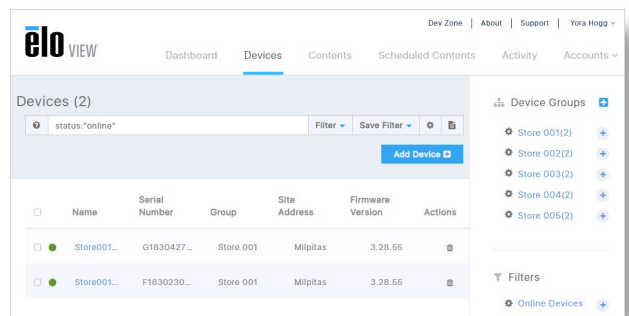 Dev Zone | About | Support | Yora Hogg
elo VIEW
Dashboard Devices Contents Scheduled Contents Activity Accounts
Devices (2)
status:"online" Filter Save Filter
Add Device
Name Serial Number Group Site Address Firmware Version Actions
Store001... G1830427... Store 001 Milpitas 3.28.55
Store001... F1830230... Store 001 Milpitas 3.28.55
Device Groups
Store 001(2)
Store 002(2)
Store 003(2)
Store 004(2)
Store 005(2)
Filters
Online Devices